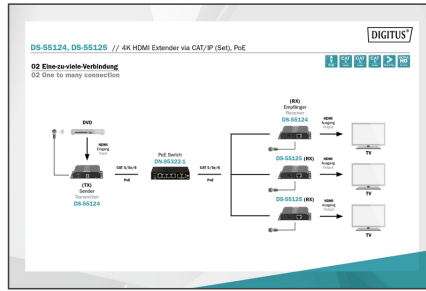 DIGITUS®
DS-55124, DS-55125 // 4K HDMI Extender via CAT/IP (Set), PoE
02 Eine-zu-viele-Verbindung
02 One to many connection
DVD
HDMI
Eingang
Input
(TX)
Sender
Transmitter
DS-55124
CAT 5/5e/6
PoE
PoE Switch
DN-95322-1
CAT 5/5e/6
PoE
(RX)
Empfänger
Receiver
DS-55124
HDMI
Ausgang
Output
TV
DS-55125 (RX)
HDMI
Ausgang
Output
TV
DS-55125 (RX)
HDMI
Ausgang
Output
TV